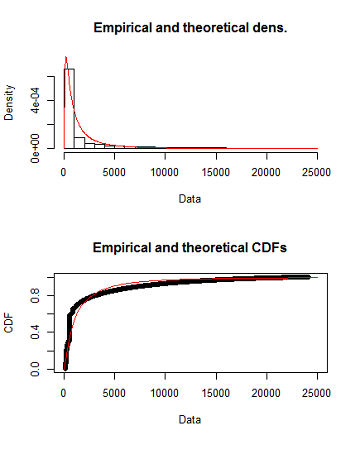 Empirical and theoretical dens.
Density
4e-04
0e+00
0 5000 10000 15000 20000 25000
Data
Empirical and theoretical CDFs
CDF
0.8
0.4
0.0
0 5000 10000 15000 20000 25000
Data